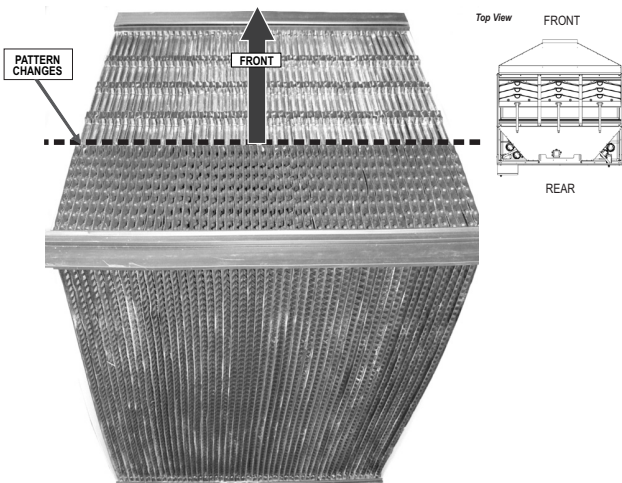 Top View
FRONT
PATTERN
CHANGES
FRONT
REAR